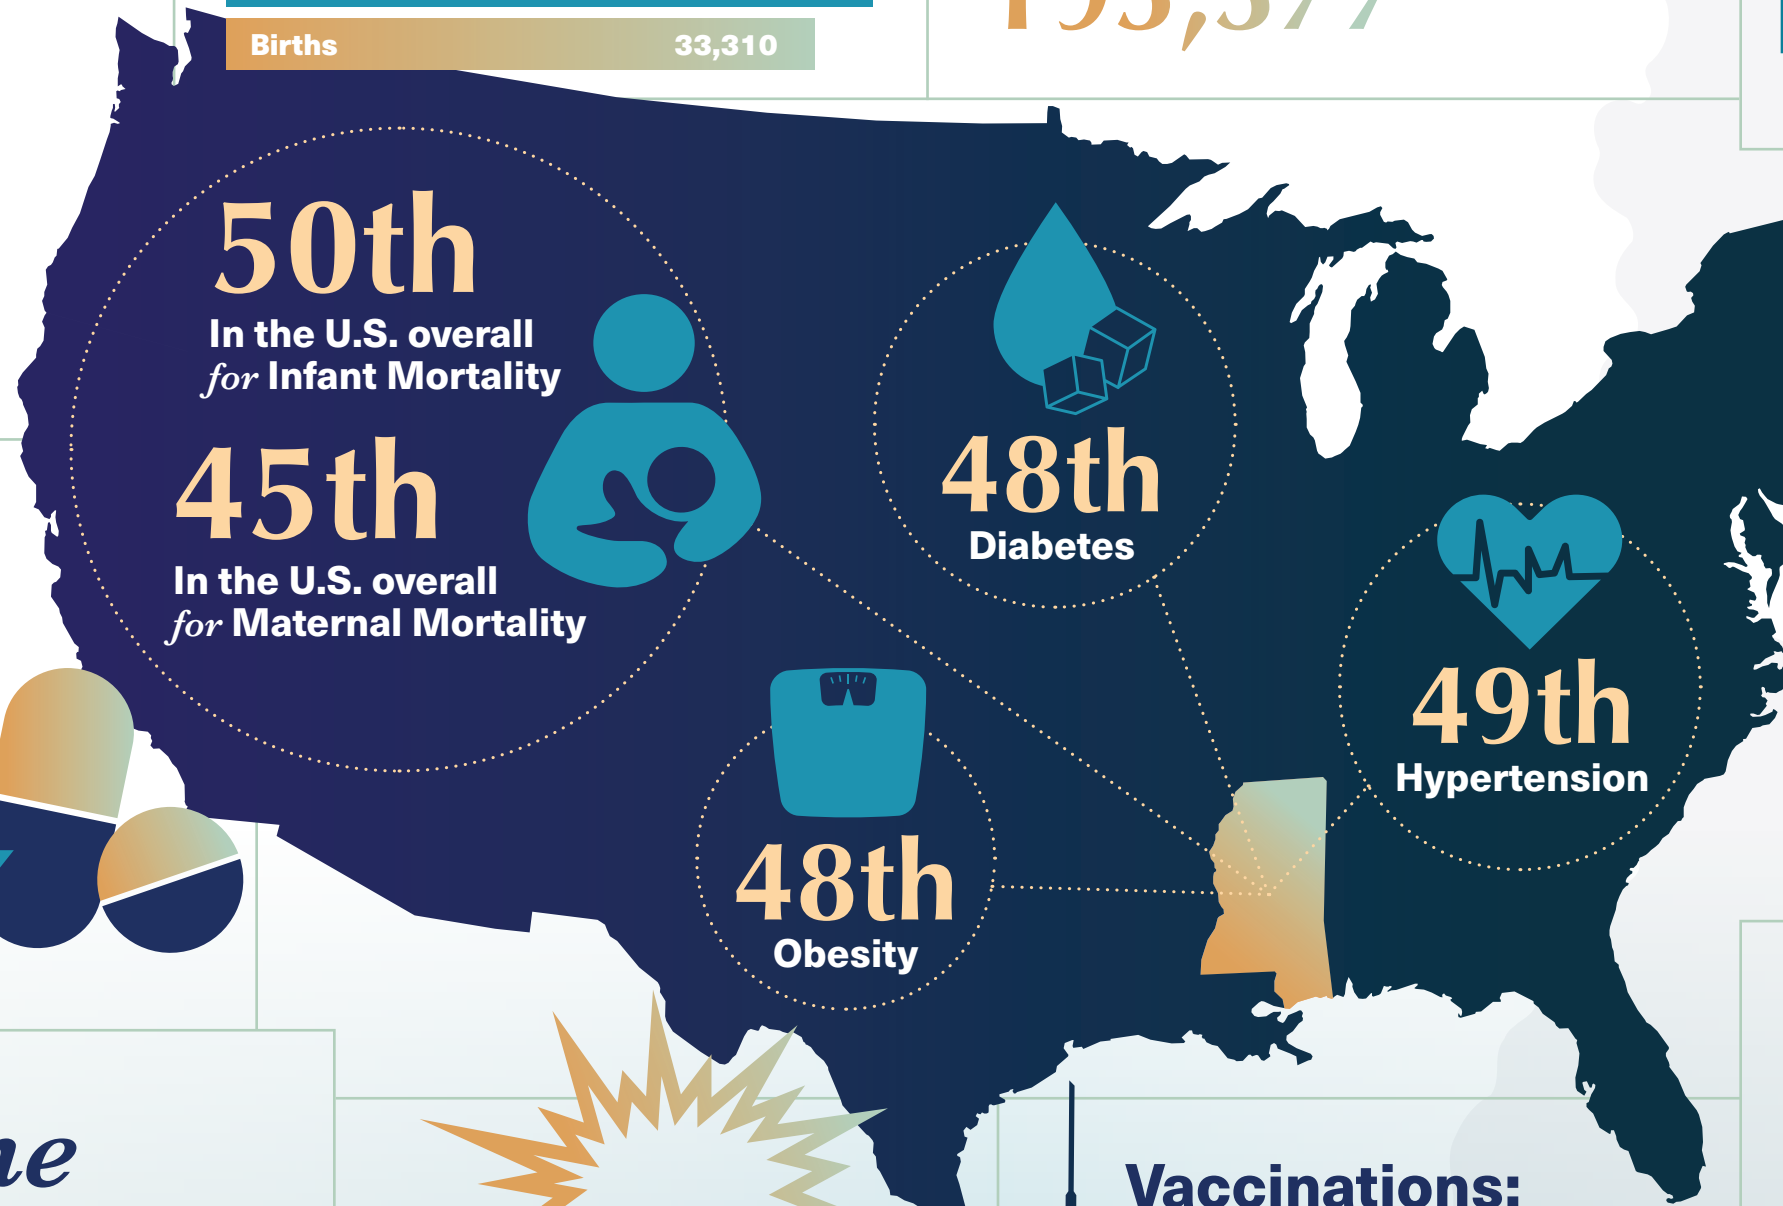 Births 33,310
50th
In the U.S. overall
for Infant Mortality
45th
In the U.S. overall
for Maternal Mortality
48th
Diabetes
49th
Hypertension
48th
Obesity
Vaccinations: